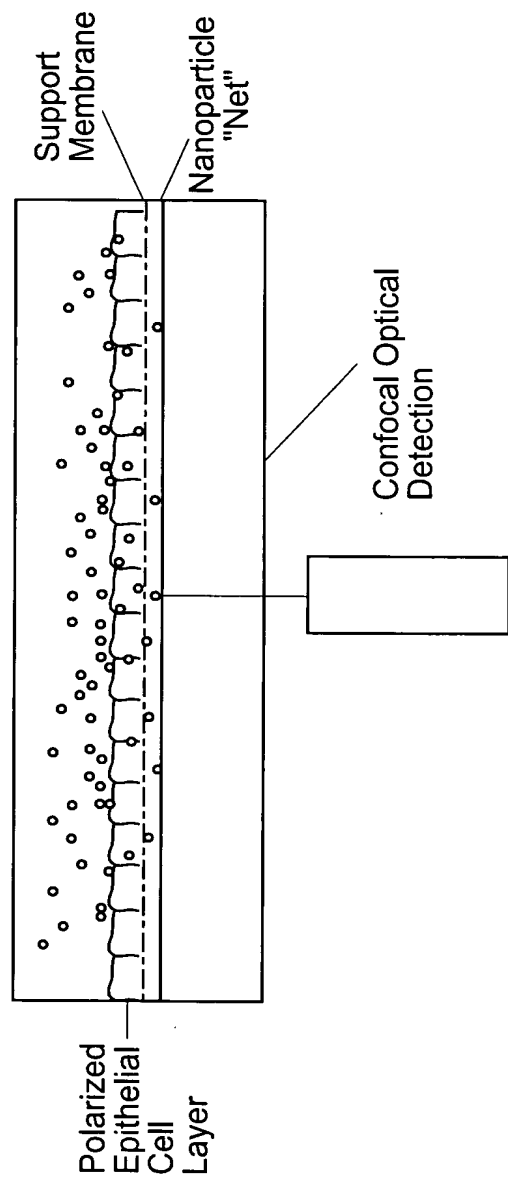 Support
Membrane
Nanoparticle
"Net"
Confocal Optical
Detection
Polarized
Epithelial
Cell
Layer